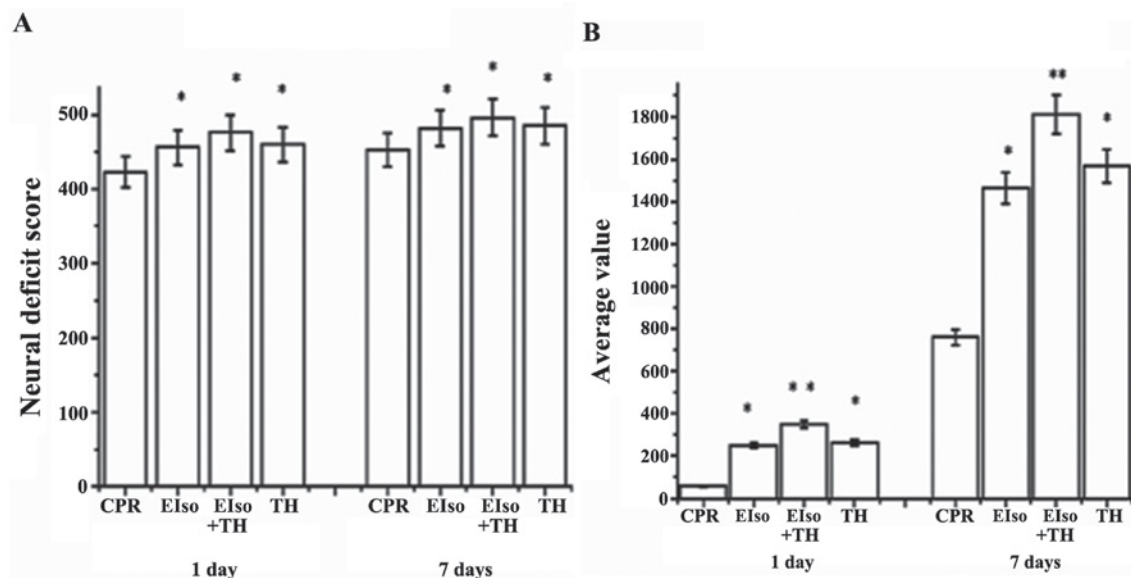 A
Neural deficit score
500
400
300
200
100
0
*
*
*
*
*
*
CPR
EIso
EIso
+TH
TH
CPR
EIso
EIso
+TH
TH
1 day
7 days
B
Average value
1800
1600
1400
1200
1000
800
600
400
200
0
*
* *
*
*
**
*
CPR
EIso
EIso
+TH
TH
CPR
EIso
EIso
+TH
TH
1 day
7 days